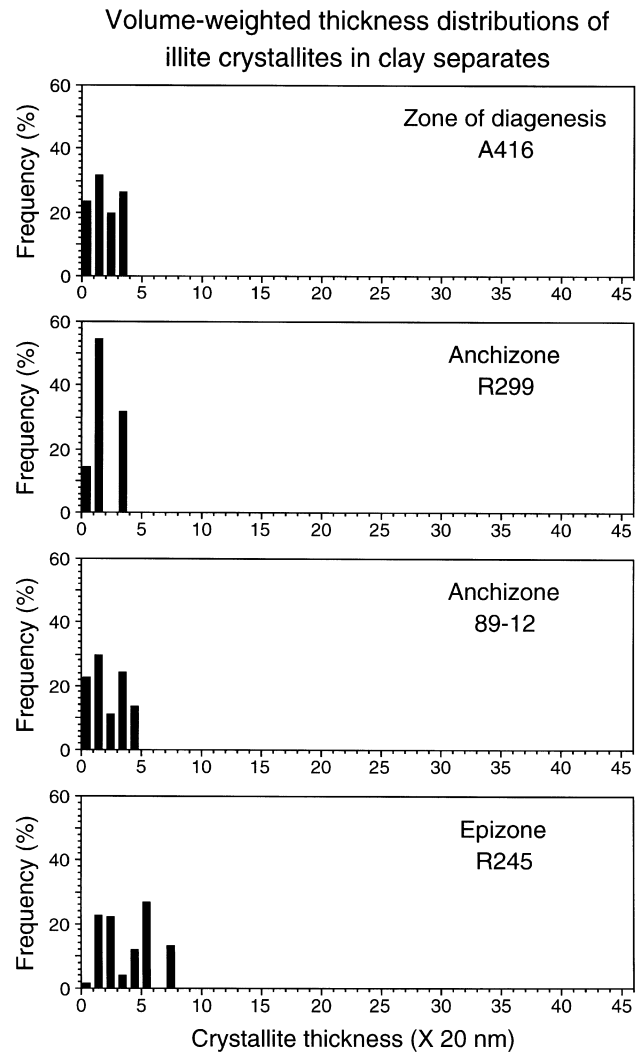 Volume-weighted thickness distributions of
illite crystallites in clay separates
Frequency (%)
60
40
20
0
Zone of diagenesis
A416
0 5 10 15 20 25 30 35 40 45
Frequency (%)
60
40
20
0
Anchizone
R299
0 5 10 15 20 25 30 35 40 45
Frequency (%)
60
40
20
0
Anchizone
89-12
0 5 10 15 20 25 30 35 40 45
Frequency (%)
60
40
20
0
Epizone
R245
0 5 10 15 20 25 30 35 40 45
Crystallite thickness (X 20 nm)